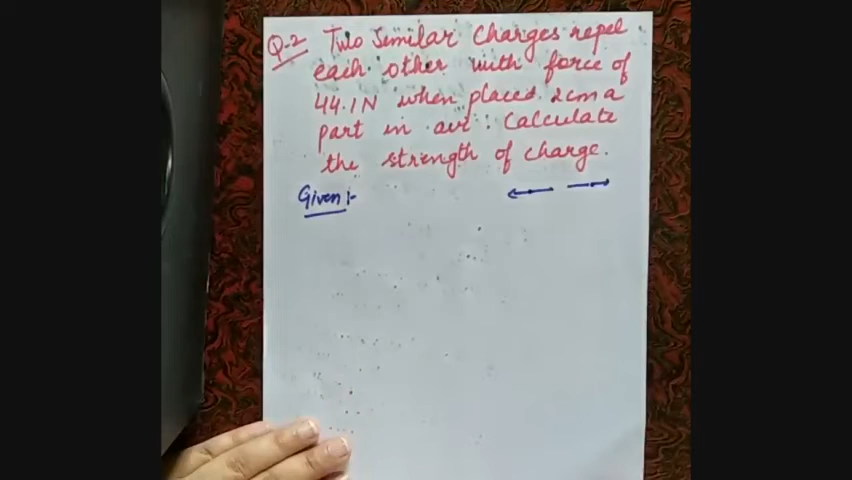 Q-2 Two Similar Charges repel
each other with force of
44.1N when placed 2cm a
part in air. Calculate
the strength of charge.
Given :-